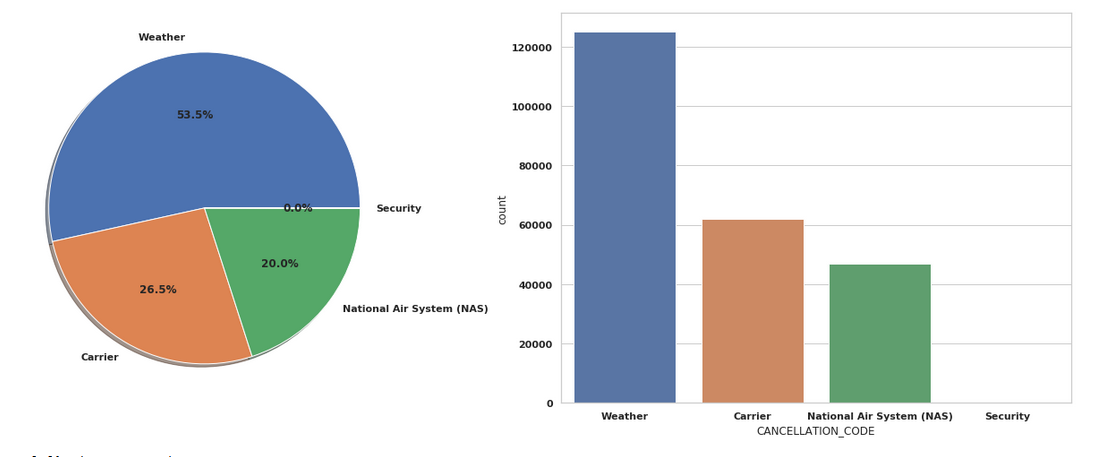 Weather
53.5%
0.0%
Security
20.0%
26.5%
National Air System (NAS)
Carrier
120000
100000
80000
60000
40000
20000
0
count
Weather
Carrier
National Air System (NAS)
Security
CANCELLATION_CODE